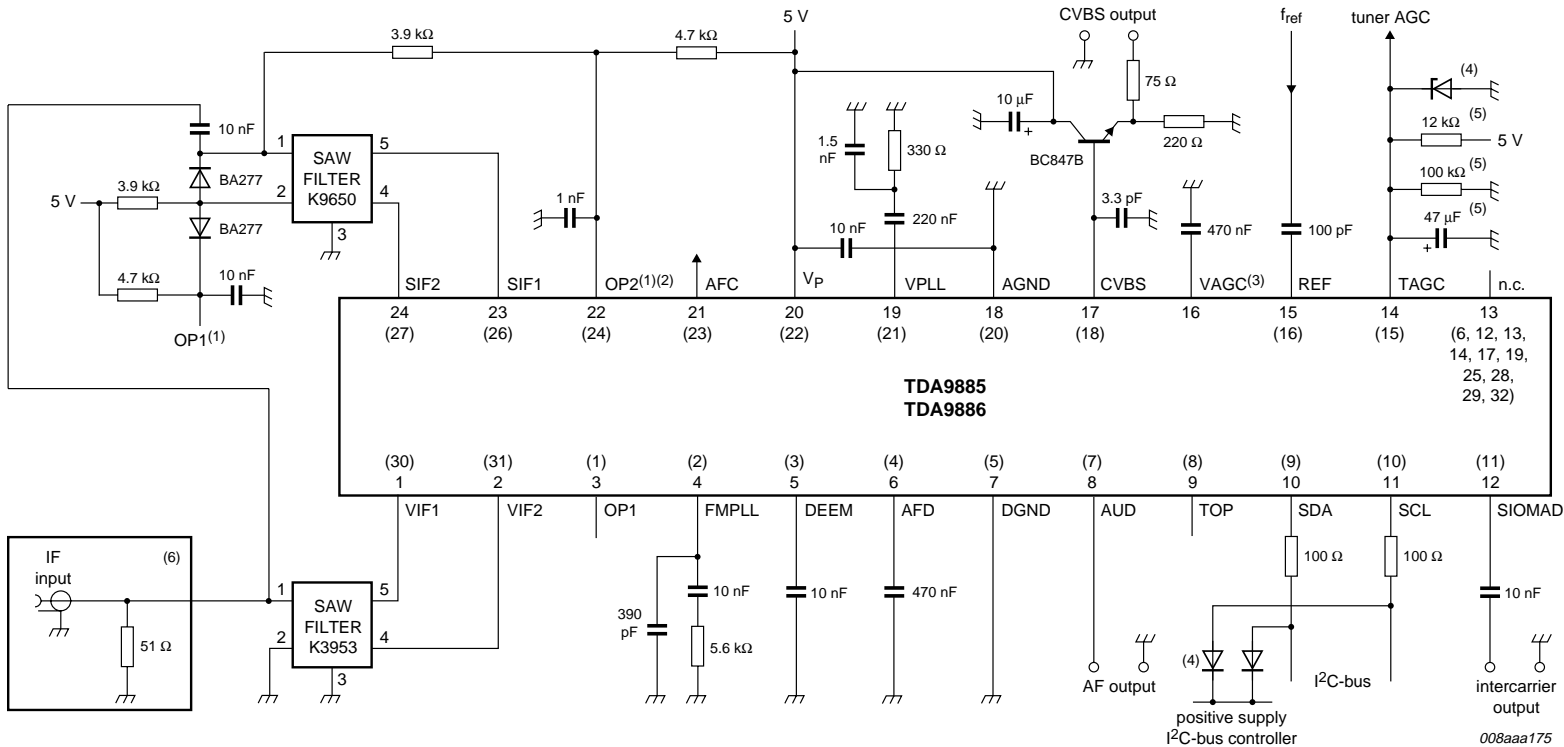 5 V
CVBS output
fref
tuner AGC
3.9 kΩ
4.7 kΩ
(4)
75 Ω
10 μF
+
12 kΩ
(5)
5 V
10 nF
1
5
SAW
FILTER
K9650
2
4
3
BA277
BA277
5 V
3.9 kΩ
4.7 kΩ
10 nF
OP1(1)
1 nF
1.5
nF
330 Ω
220 nF
10 nF
BC847B
220 Ω
3.3 pF
470 nF
100 pF
100 kΩ
(5)
(5)
47 μF
+
SIF2
SIF1
OP2(1)(2)
AFC
VP
VPLL
AGND
CVBS
VAGC(3)
REF
TAGC
n.c.
24
23
22
21
20
19
18
17
16
15
14
13
(27)
(26)
(24)
(23)
(22)
(21)
(20)
(18)
(16)
(15)
(6, 12, 13,
14, 17, 19,
25, 28,
29, 32)
TDA9885
TDA9886
(30)
(31)
(1)
(2)
(3)
(4)
(5)
(7)
(8)
(9)
(10)
(11)
1
2
3
4
5
6
7
8
9
10
11
12
VIF1
VIF2
OP1
FMPLL
DEEM
AFD
DGND
AUD
TOP
SDA
SCL
SIOMAD
IF
input
(6)
51 Ω
1
5
SAW
FILTER
K3953
2
4
3
390
pF
10 nF
5.6 kΩ
10 nF
470 nF
AF output
100 Ω
100 Ω
(4)
I2C-bus
positive supply
I2C-bus controller
10 nF
intercarrier
output
008aaa175